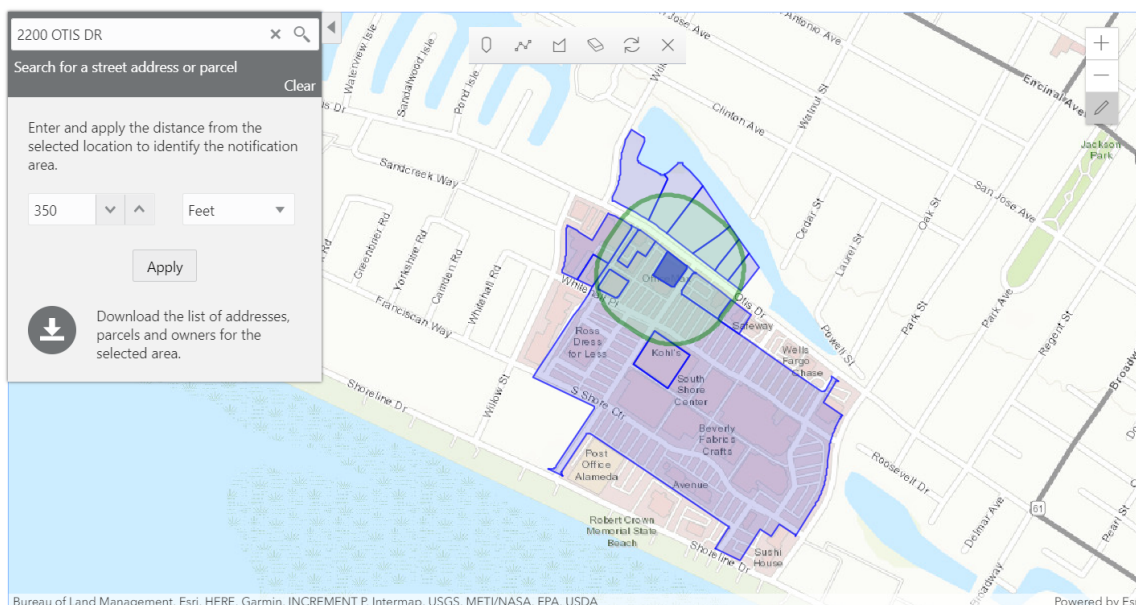 2200 OTIS DR
Search for a street address or parcel
Clear
Enter and apply the distance from the
selected location to identify the notification
area.
350
Feet
Apply
Download the list of addresses,
parcels and owners for the
selected area.
Waterview Isle
Sandalwood Isle
Pond Isle
San Jose Ave
Antonio Ave
Walnut St
Clinton Ave
Encinal Ave
Jackson
Park
Sandcreek Way
San Jose Ave
Cedar St
Oak St
Laurel St
Greenbrier Rd
Yorkshire Rd
Camden Rd
Whitehall Rd
Franciscan Way
Park St
Park Ave
Regent St
Otis Dr
Safeway
Powell St
Ross
Dress
for Less
Kohl's
Wells
Fargo
Chase
South
Shore
Center
Willow St
S Shore Ctr
Shoreline Dr
Beverly
Fabrics
Crafts
Post
Office
Alameda
Avenue
Roosevelt Dr
Robert Crown
Memorial State
Beach
Shoreline Dr
Sushi
House
61
Delmar Ave
Pearl St
Broadway
Bureau of Land Management, Esri, HERE, Garmin, INCREMENT P, Intermap, USGS, METI/NASA, EPA, USDA
Powered by Esri